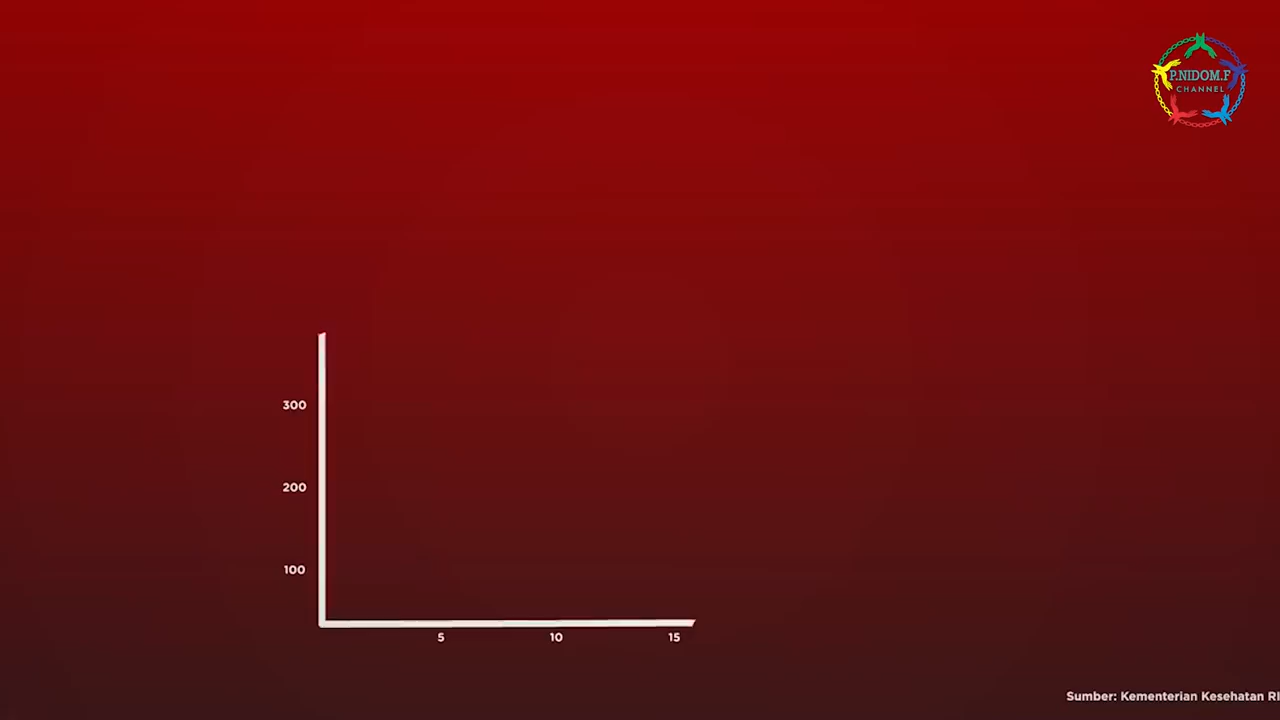 P.NIDOM.F
CHANNEL
300
200
100
5 10 15
Sumber: Kementerian Kesehatan RI